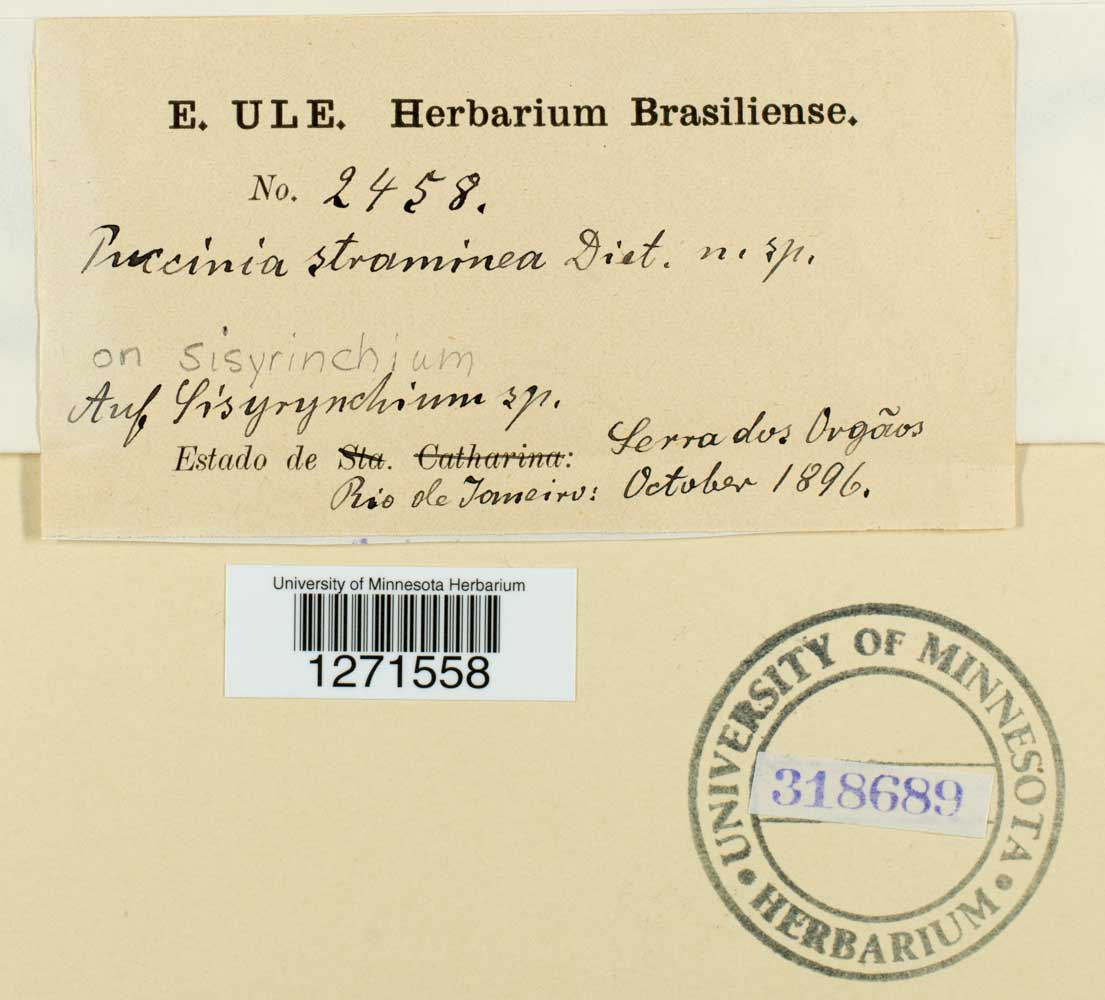 E. ULE. Herbarium Brasiliense.
No. 2458.
Puccinia straminea Diet. n. sp.
on Sisyrinchium
Auf Sisyrynchium sp.
Estado de Sta. Catharina: Serra dos Orgãos
Rio de Janeiro: October 1896.
University of Minnesota Herbarium
1271558
UNIVERSITY OF MINNESOTA
318689
• HERBARIUM •